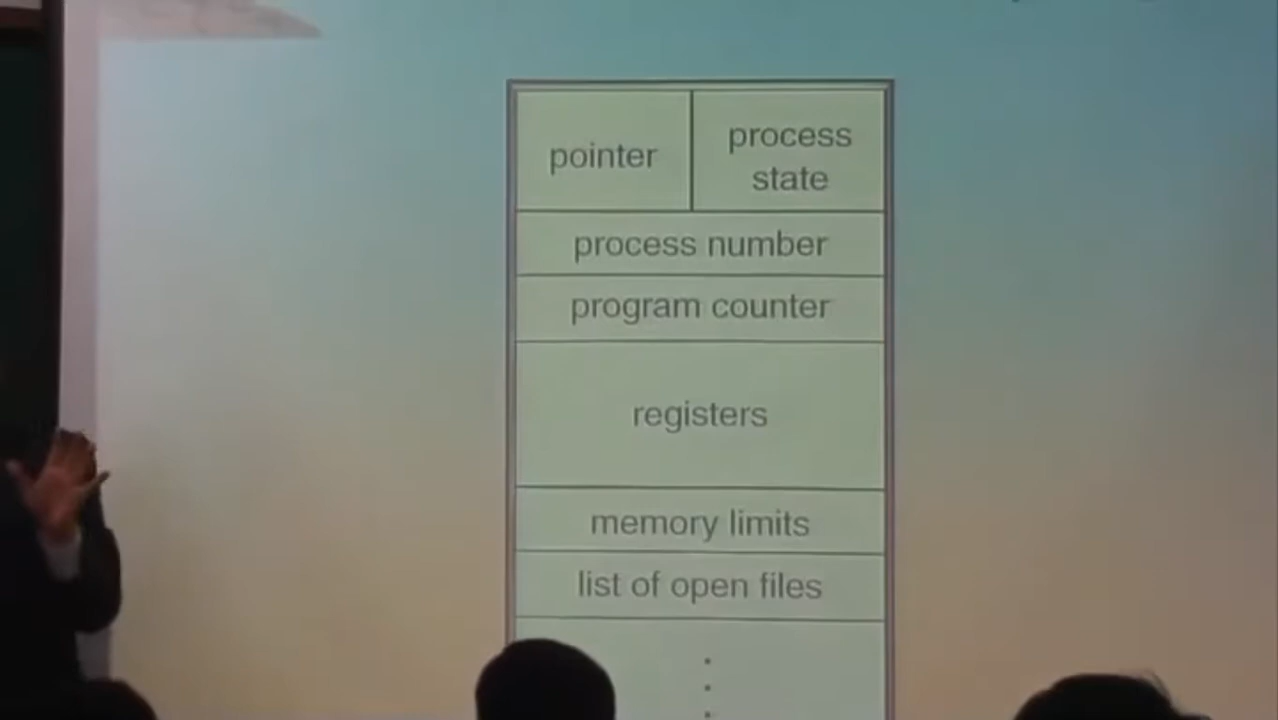 pointer
process
state
process number
program counter
registers
memory limits
list of open files